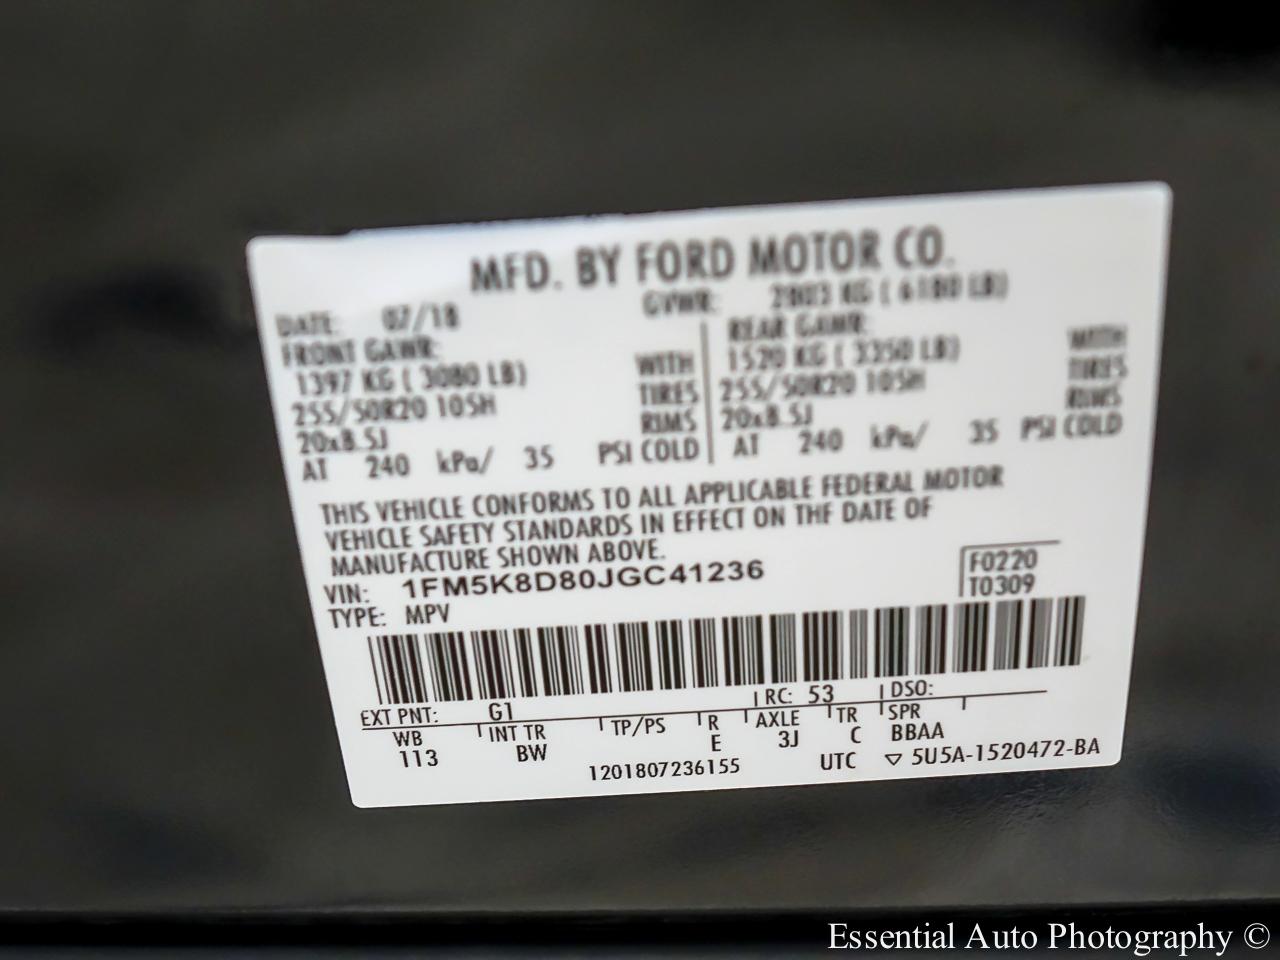 MFD. BY FORD MOTOR CO.
DATE: 07/18 GVWR: 2803 KG ( 6180 LB)
FRONT GAWR: REAR GAWR:
1397 KG ( 3080 LB) WITH 1520 KG ( 3350 LB) WITH
255/50R20 105H TIRES 255/50R20 105H TIRES
20x8.5J RIMS 20x8.5J RIMS
AT 240 kPa/ 35 PSI COLD AT 240 kPa/ 35 PSI COLD
THIS VEHICLE CONFORMS TO ALL APPLICABLE FEDERAL MOTOR
VEHICLE SAFETY STANDARDS IN EFFECT ON THE DATE OF
MANUFACTURE SHOWN ABOVE.
VIN: 1FM5K8D80JGC41236 F0220
TYPE: MPV T0309
EXT PNT: G1 RC: 53 DSO:
WB INT TR TP/PS R AXLE TR SPR
113 BW E 3J C BBAA
1201807236155 UTC ▽ 5U5A-1520472-BA
Essential Auto Photography ©